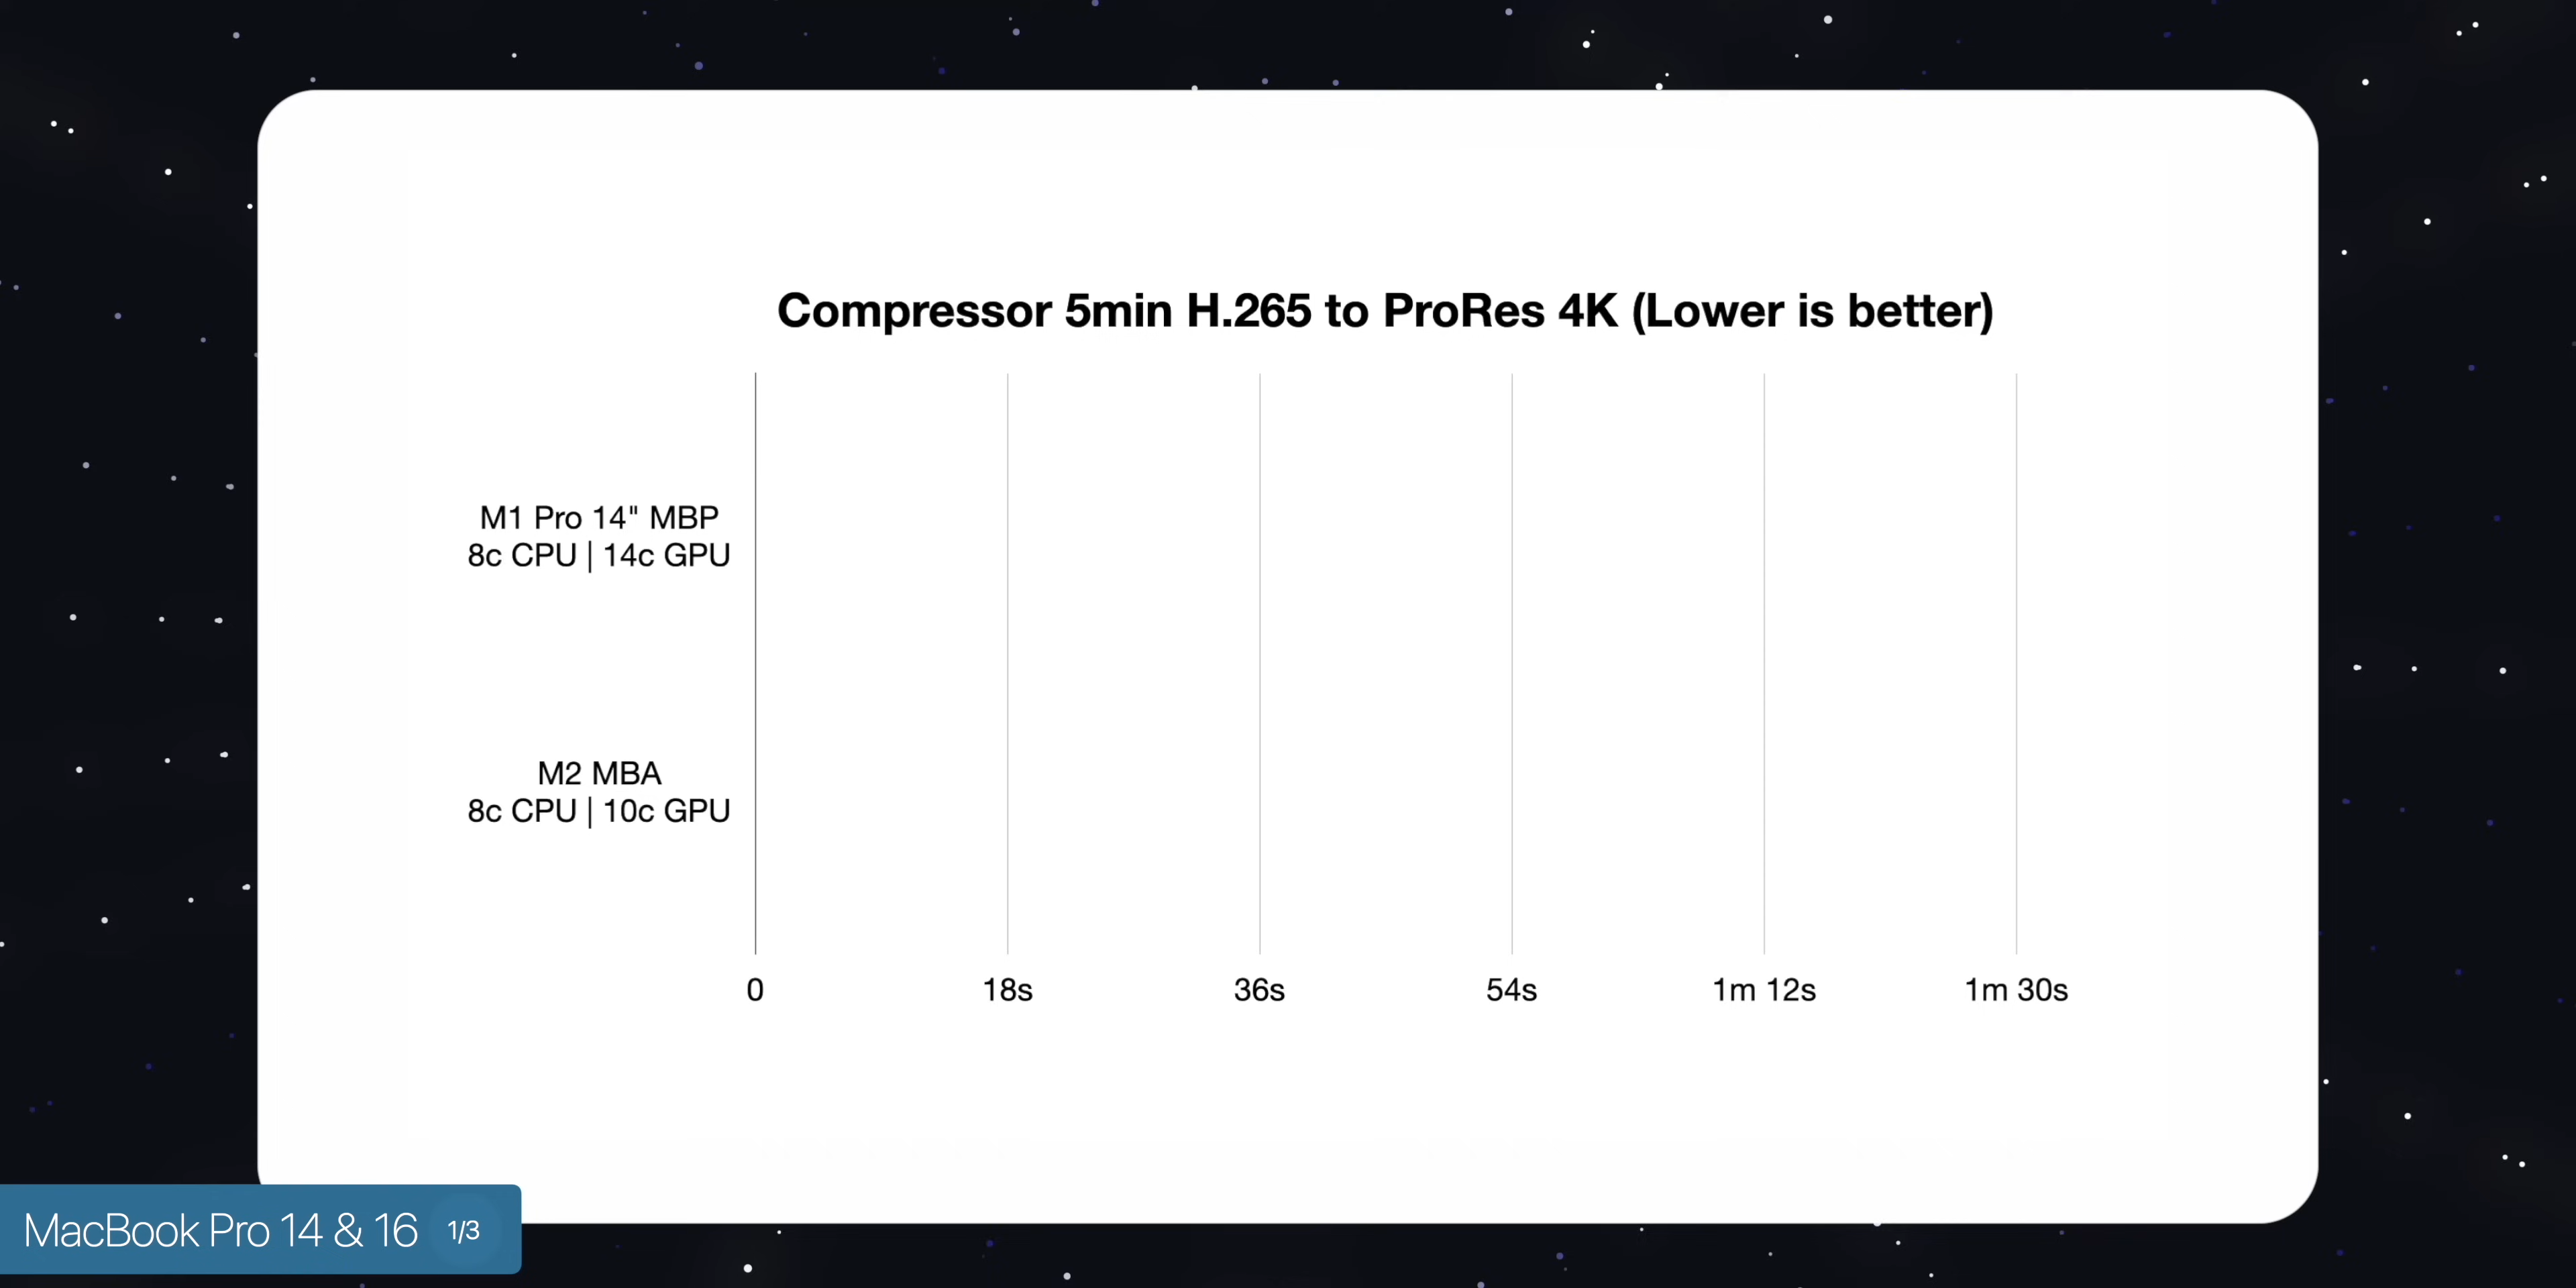 Compressor 5min H.265 to ProRes 4K (Lower is better)
M1 Pro 14" MBP
8c CPU | 14c GPU
M2 MBA
8c CPU | 10c GPU
0 18s 36s 54s 1m 12s 1m 30s
MacBook Pro 14 & 16 1/3